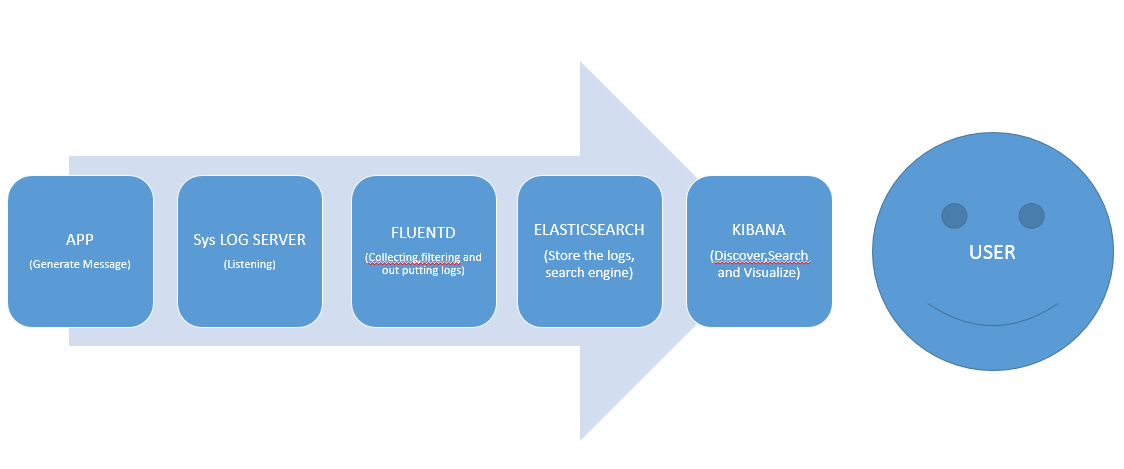 APP
(Generate Message)
Sys LOG SERVER
(Listening)
FLUENTD
(Collecting,filtering and
out putting logs)
ELASTICSEARCH
(Store the logs,
search engine)
KIBANA
(Discover,Search
and Visualize)
USER